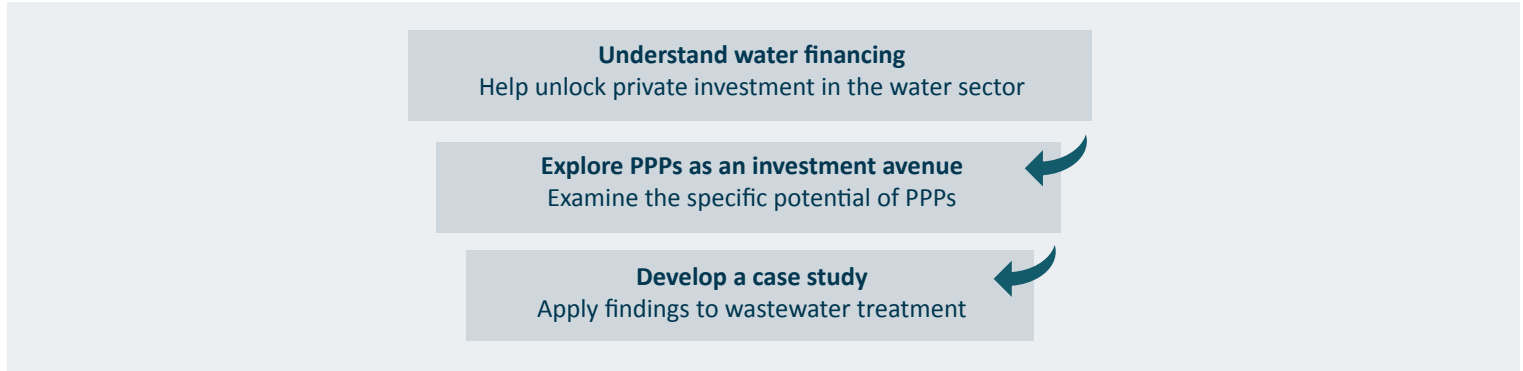 Understand water financing
Help unlock private investment in the water sector
Explore PPPs as an investment avenue
Examine the specific potential of PPPs
Develop a case study
Apply findings to wastewater treatment